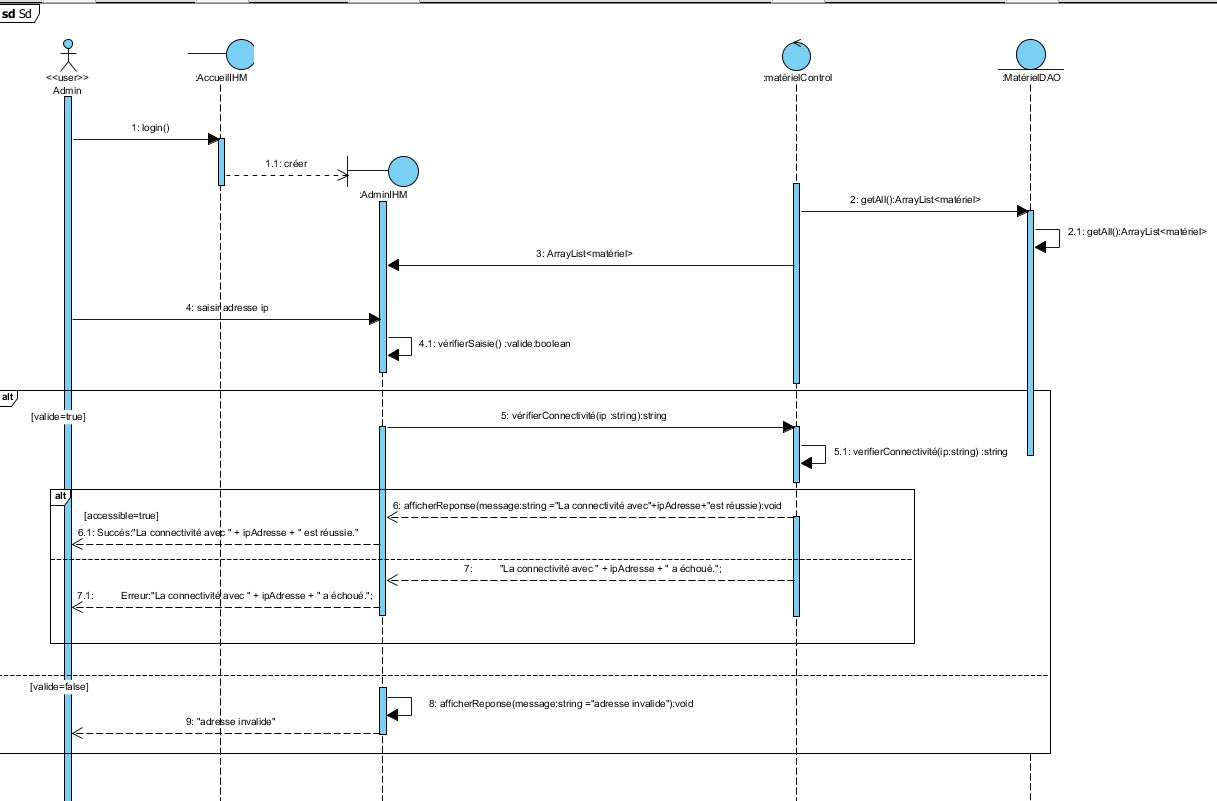 sd Sd
<<user>>
Admin
:AccueilIHM
:matérielControl
:MatérielDAO
1: login()
1.1: créer
:AdminIHM
2: getAll():ArrayList<matériel>
2.1: getAll():ArrayList<matériel>
3: ArrayList<matériel>
4: saisir adresse ip
4.1: vérifierSaisie() :valide:boolean
alt
[valide=true]
5: vérifierConnectivité(ip :string):string
5.1: verifierConnectivité(ip:string) :string
alt
6: afficherReponse(message:string ="La connectivité avec"+ipAdresse+"est réussie):void
[accessible=true]
6.1: Succès:"La connectivité avec " + ipAdresse + " est réussie."
7: "La connectivité avec " + ipAdresse + " a échoué.";
7.1: Erreur:"La connectivité avec " + ipAdresse + " a échoué.";
[valide=false]
8: afficherReponse(message:string ="adresse invalide"):void
9: "adresse invalide"